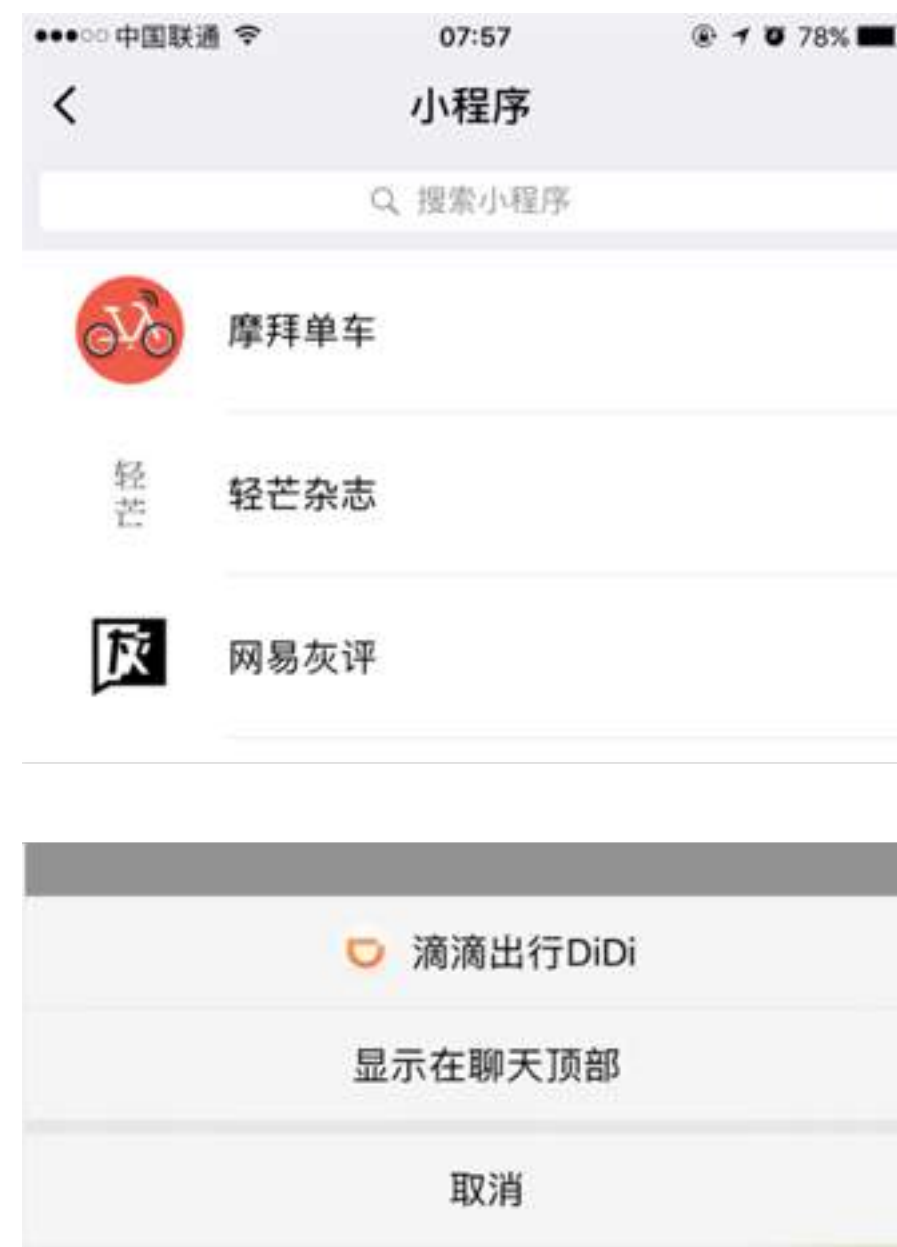 中国联通 07:57 78%
小程序
搜索小程序
摩拜单车
轻芒
轻芒杂志
灰
网易灰评
滴滴出行DiDi
显示在聊天顶部
取消